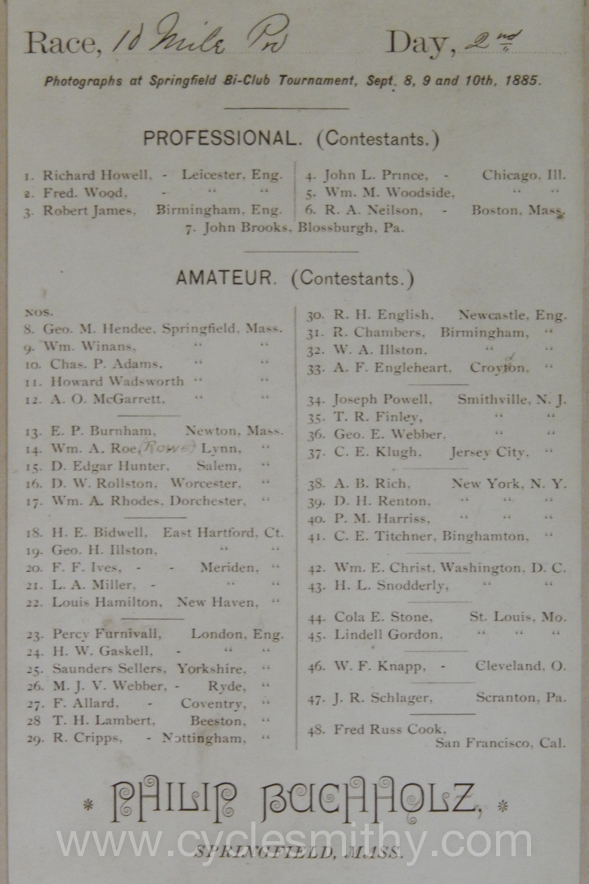 Race, 10 Mile Pro Day, 2nd
Photographs at Springfield Bi-Club Tournament, Sept. 8, 9 and 10th, 1885.
PROFESSIONAL. (Contestants.)
1. Richard Howell, - Leicester, Eng.
2. Fred. Wood, - “ “
3. Robert James, Birmingham, Eng.
4. John L. Prince, - Chicago, Ill.
5. Wm. M. Woodside, “ “
6. R. A. Neilson, - Boston, Mass.
7. John Brooks, Blossburgh, Pa.
AMATEUR. (Contestants.)
NOS.
8. Geo. M. Hendee, Springfield, Mass.
9. Wm. Winans, “ “
10. Chas. P. Adams, “ “
11. Howard Wadsworth “ “
12. A. O. McGarrett, “ “
13. E. P. Burnham, Newton, Mass.
14. Wm. A. Roe, (Rowe) Lynn, “
15. D. Edgar Hunter, Salem, “
16. D. W. Rollston, Worcester, “
17. Wm. A. Rhodes, Dorchester, “
18. H. E. Bidwell, East Hartford, Ct.
19. Geo. H. Illston, “ “
20. F. F. Ives, - - Meriden, “
21. L. A. Miller, - “ “
22. Louis Hamilton, New Haven, “
23. Percy Furnivall, London, Eng.
24. H. W. Gaskell, - “ “
25. Saunders Sellers, Yorkshire, “
26. M. J. V. Webber, - Ryde, “
27. F. Allard, - Coventry, “
28 T. H. Lambert, Beeston, “
29. R. Cripps, - Nottingham, “
30. R. H. English, Newcastle, Eng.
31. R. Chambers, Birmingham, “
32. W. A. Illston, “ “
33. A. F. Engleheart, Croydon, “
34. Joseph Powell, Smithville, N. J.
35. T. R. Finley, “ “
36. Geo. E. Webber, “ “
37. C. E. Klugh, Jersey City, “
38. A. B. Rich, New York, N. Y.
39. D. H. Renton, “ “ “
40. P. M. Harriss, “ “ “
41. C. E. Titchner, Binghamton, “
42. Wm. E. Christ, Washington, D. C.
43. H. L. Snodderly, “ “
44. Cola E. Stone, St. Louis, Mo.
45. Lindell Gordon, “ “ “
46. W. F. Knapp, - Cleveland, O.
47. J. R. Schlager, Scranton, Pa.
48. Fred Russ Cook,
San Francisco, Cal.
* PHILIP BUCHHOLZ, *
www.cyclesmithy.com
SPRINGFIELD, MASS.